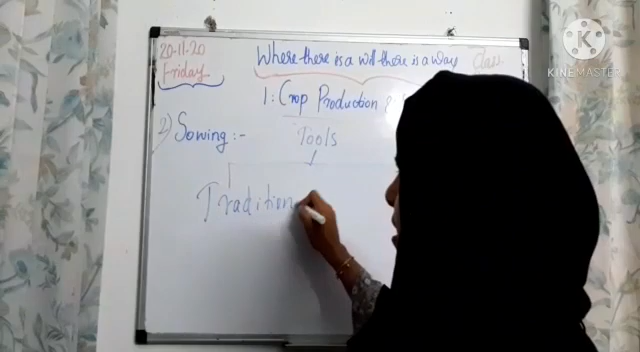 20-11-20
Friday
Where there is a will there is a way
Class
1: Crop Production &
2) Sowing :-
Tools
Tradition
KINEMASTER